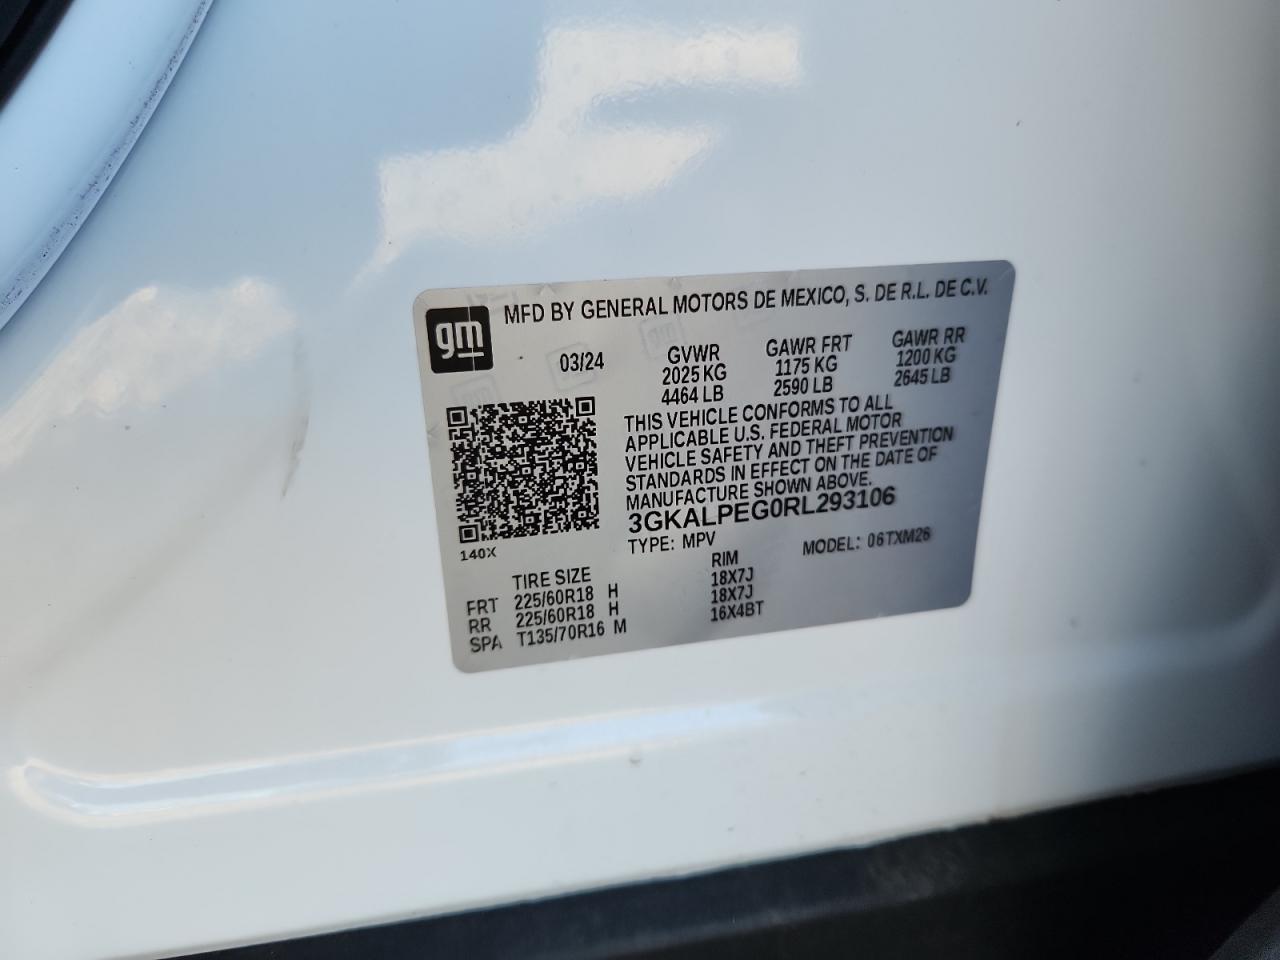 gm
MFD BY GENERAL MOTORS DE MEXICO, S. DE R.L. DE C.V.
03/24 GVWR GAWR FRT GAWR RR
2025 KG 1175 KG 1200 KG
4464 LB 2590 LB 2645 LB
THIS VEHICLE CONFORMS TO ALL
APPLICABLE U.S. FEDERAL MOTOR
VEHICLE SAFETY AND THEFT PREVENTION
STANDARDS IN EFFECT ON THE DATE OF
MANUFACTURE SHOWN ABOVE.
3GKALPEG0RL293106
140X
TYPE: MPV MODEL: 06TXM26
TIRE SIZE RIM
FRT 225/60R18 H 18X7J
RR 225/60R18 H 18X7J
SPA T135/70R16 M 16X4BT